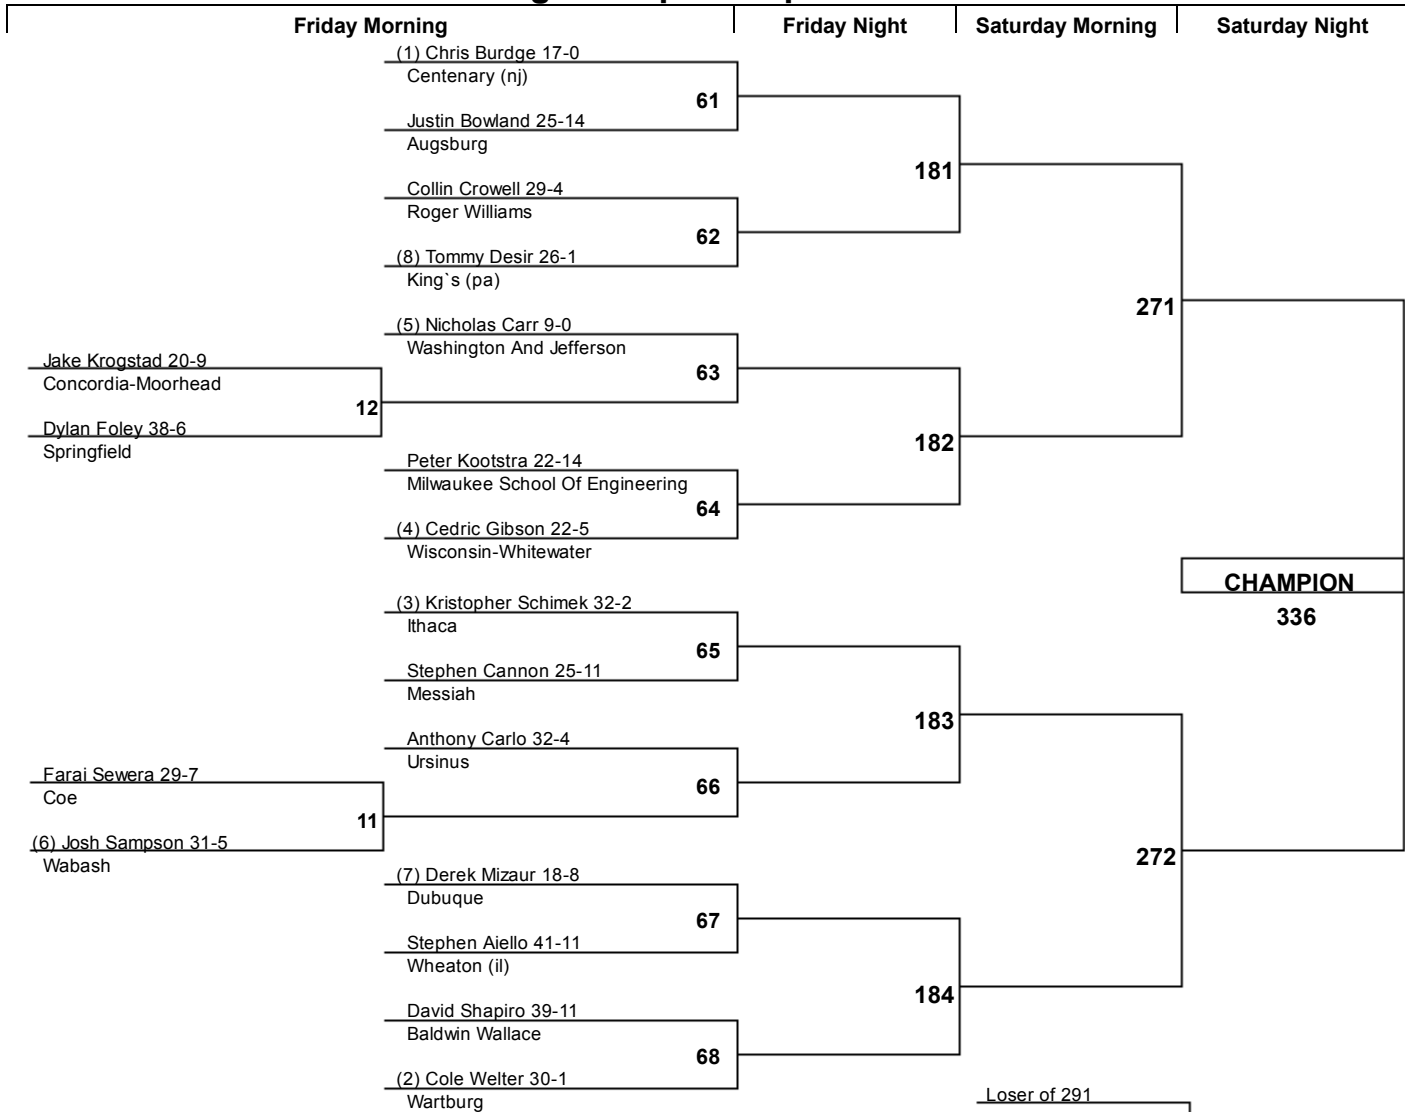 Friday Morning
Friday Night
Saturday Morning
Saturday Night
(1) Chris Burdge 17-0
Centenary (nj)
61
Justin Bowland 25-14
Augsburg
181
Collin Crowell 29-4
Roger Williams
62
(8) Tommy Desir 26-1
King`s (pa)
271
(5) Nicholas Carr 9-0
Washington And Jefferson
63
Jake Krogstad 20-9
Concordia-Moorhead
12
Dylan Foley 38-6
Springfield
182
Peter Kootstra 22-14
Milwaukee School Of Engineering
64
(4) Cedric Gibson 22-5
Wisconsin-Whitewater
CHAMPION
336
(3) Kristopher Schimek 32-2
Ithaca
65
Stephen Cannon 25-11
Messiah
183
Anthony Carlo 32-4
Ursinus
66
Farai Sewera 29-7
Coe
11
(6) Josh Sampson 31-5
Wabash
272
(7) Derek Mizaur 18-8
Dubuque
67
Stephen Aiello 41-11
Wheaton (il)
184
David Shapiro 39-11
Baldwin Wallace
68
(2) Cole Welter 30-1
Wartburg
Loser of 291